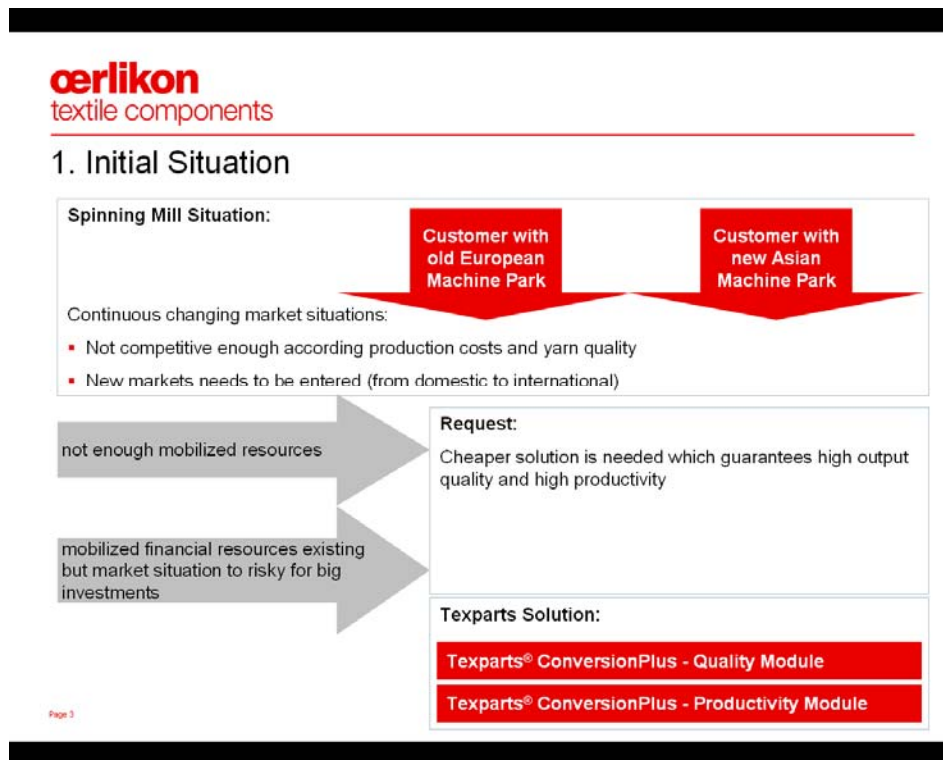 œrlikon
textile components
1. Initial Situation
Spinning Mill Situation:
Customer with
old European
Machine Park
Customer with
new Asian
Machine Park
Continuous changing market situations:
▪ Not competitive enough according production costs and yarn quality
▪ New markets needs to be entered (from domestic to international)
not enough mobilized resources
Request:
Cheaper solution is needed which guarantees high output
quality and high productivity
mobilized financial resources existing
but market situation to risky for big
investments
Texparts Solution:
Texparts® ConversionPlus - Quality Module
Texparts® ConversionPlus - Productivity Module
Page 3